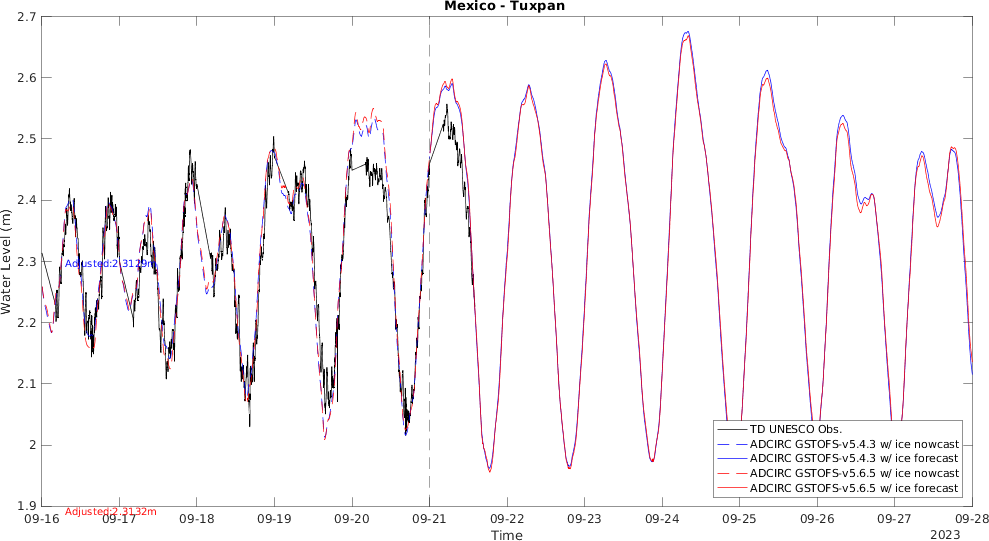 Mexico - Tuxpan
2.7
2.6
2.5
2.4
2.3
2.2
2.1
2
1.9
Water Level (m)
Adjusted:2.3129m
Adjusted:2.3132m
TD UNESCO Obs.
ADCIRC GSTOFS-v5.4.3 w/ ice nowcast
ADCIRC GSTOFS-v5.4.3 w/ ice forecast
ADCIRC GSTOFS-v5.6.5 w/ ice nowcast
ADCIRC GSTOFS-v5.6.5 w/ ice forecast
09-16 09-17 09-18 09-19 09-20 09-21 09-22 09-23 09-24 09-25 09-26 09-27 09-28
Time
2023